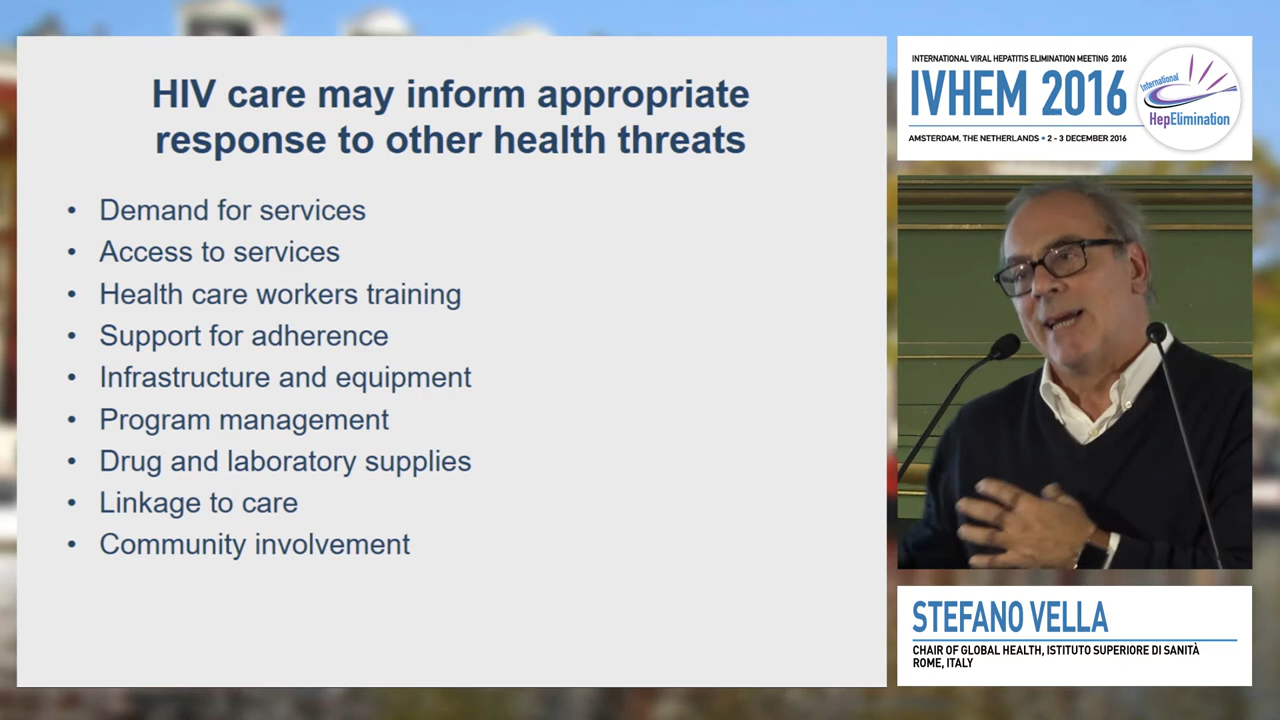 HIV care may inform appropriate
response to other health threats
• Demand for services
• Access to services
• Health care workers training
• Support for adherence
• Infrastructure and equipment
• Program management
• Drug and laboratory supplies
• Linkage to care
• Community involvement
INTERNATIONAL VIRAL HEPATITIS ELIMINATION MEETING 2016
IVHEM 2016
AMSTERDAM, THE NETHERLANDS • 2 - 3 DECEMBER 2016
International
HepElimination
STEFANO VELLA
CHAIR OF GLOBAL HEALTH, ISTITUTO SUPERIORE DI SANITÀ
ROME, ITALY